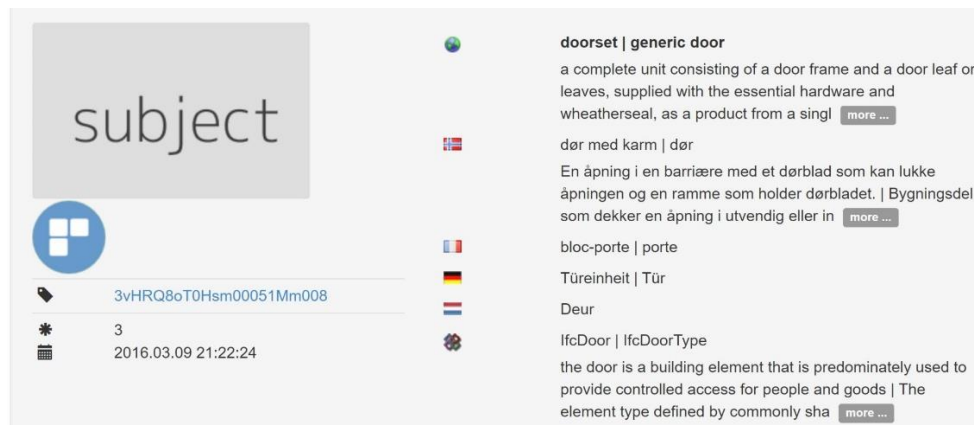 subject
3vHRQ8oT0Hsm00051Mm008
3
2016.03.09 21:22:24
doorset | generic door
a complete unit consisting of a door frame and a door leaf or
leaves, supplied with the essential hardware and
wheatherseal, as a product from a singl more ...
dør med karm | dør
En åpning i en barriære med et dørblad som kan lukke
åpningen og en ramme som holder dørbladet. | Bygningsdel
som dekker en åpning i utvendig eller in more ...
bloc-porte | porte
Türeinheit | Tür
Deur
IfcDoor | IfcDoorType
the door is a building element that is predominately used to
provide controlled access for people and goods | The
element type defined by commonly sha more ...